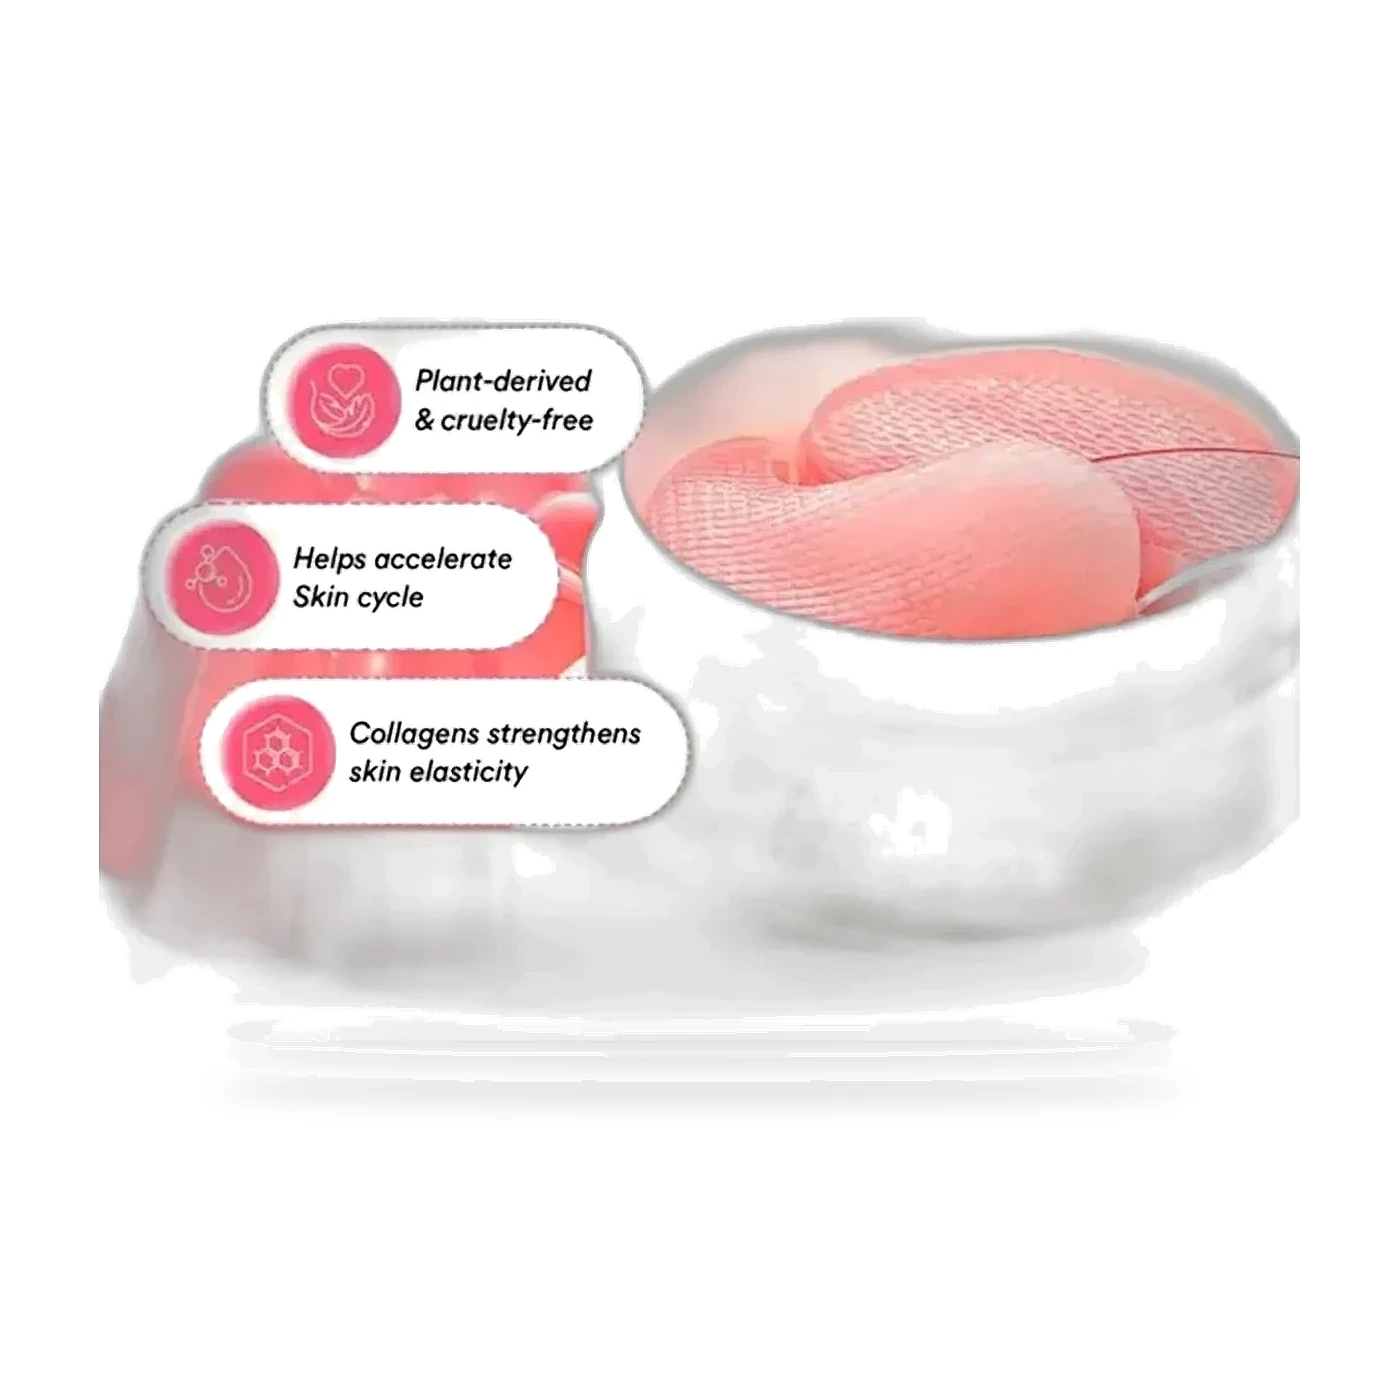 Plant-derived
& cruelty-free
Helps accelerate
Skin cycle
Collagens strengthens
skin elasticity